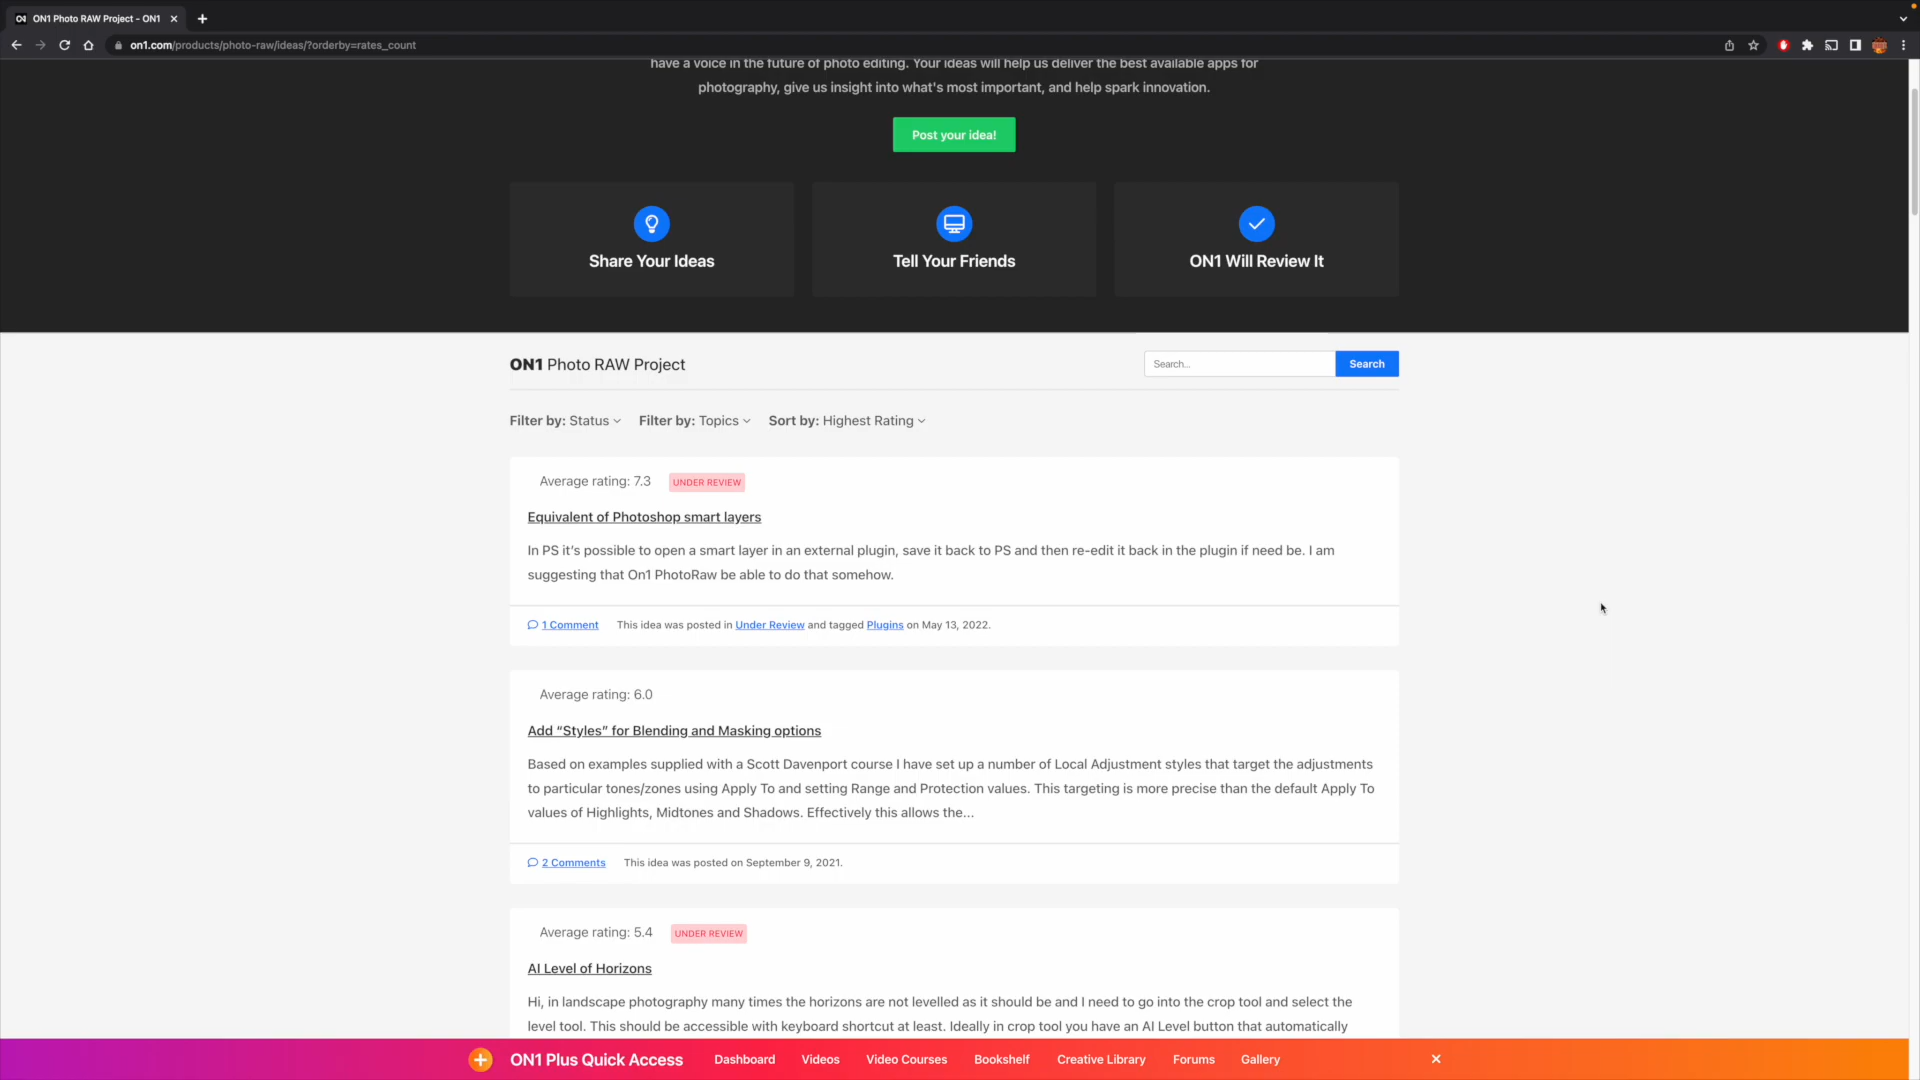 ON1 Photo RAW Project - ON1
on1.com/products/photo-raw/ideas/?orderby=rates_count
have a voice in the future of photo editing. Your ideas will help us deliver the best available apps for
photography, give us insight into what's most important, and help spark innovation.
Post your idea!
Share Your Ideas
Tell Your Friends
ON1 Will Review It
ON1 Photo RAW Project
Search...
Search
Filter by: Status
Filter by: Topics
Sort by: Highest Rating
Average rating: 7.3
UNDER REVIEW
Equivalent of Photoshop smart layers
In PS it’s possible to open a smart layer in an external plugin, save it back to PS and then re-edit it back in the plugin if need be. I am
suggesting that On1 PhotoRaw be able to do that somehow.
1 Comment
This idea was posted in Under Review and tagged Plugins on May 13, 2022.
Average rating: 6.0
Add “Styles” for Blending and Masking options
Based on examples supplied with a Scott Davenport course I have set up a number of Local Adjustment styles that target the adjustments
to particular tones/zones using Apply To and setting Range and Protection values. This targeting is more precise than the default Apply To
values of Highlights, Midtones and Shadows. Effectively this allows the...
2 Comments
This idea was posted on September 9, 2021.
Average rating: 5.4
UNDER REVIEW
AI Level of Horizons
Hi, in landscape photography many times the horizons are not levelled as it should be and I need to go into the crop tool and select the
level tool. This should be accessible with keyboard shortcut at least. Ideally in crop tool you have an AI Level button that automatically
ON1 Plus Quick Access
Dashboard
Videos
Video Courses
Bookshelf
Creative Library
Forums
Gallery